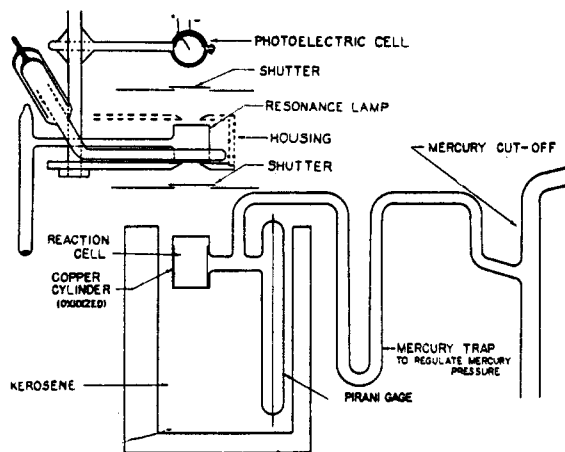 PHOTOELECTRIC CELL
SHUTTER
RESONANCE LAMP
HOUSING
MERCURY CUT-OFF
SHUTTER
REACTION
CELL
COPPER
CYLINDER
(OXIDIZED)
MERCURY TRAP
TO REGULATE MERCURY
PRESSURE
KEROSENE
PIRANI GAGE